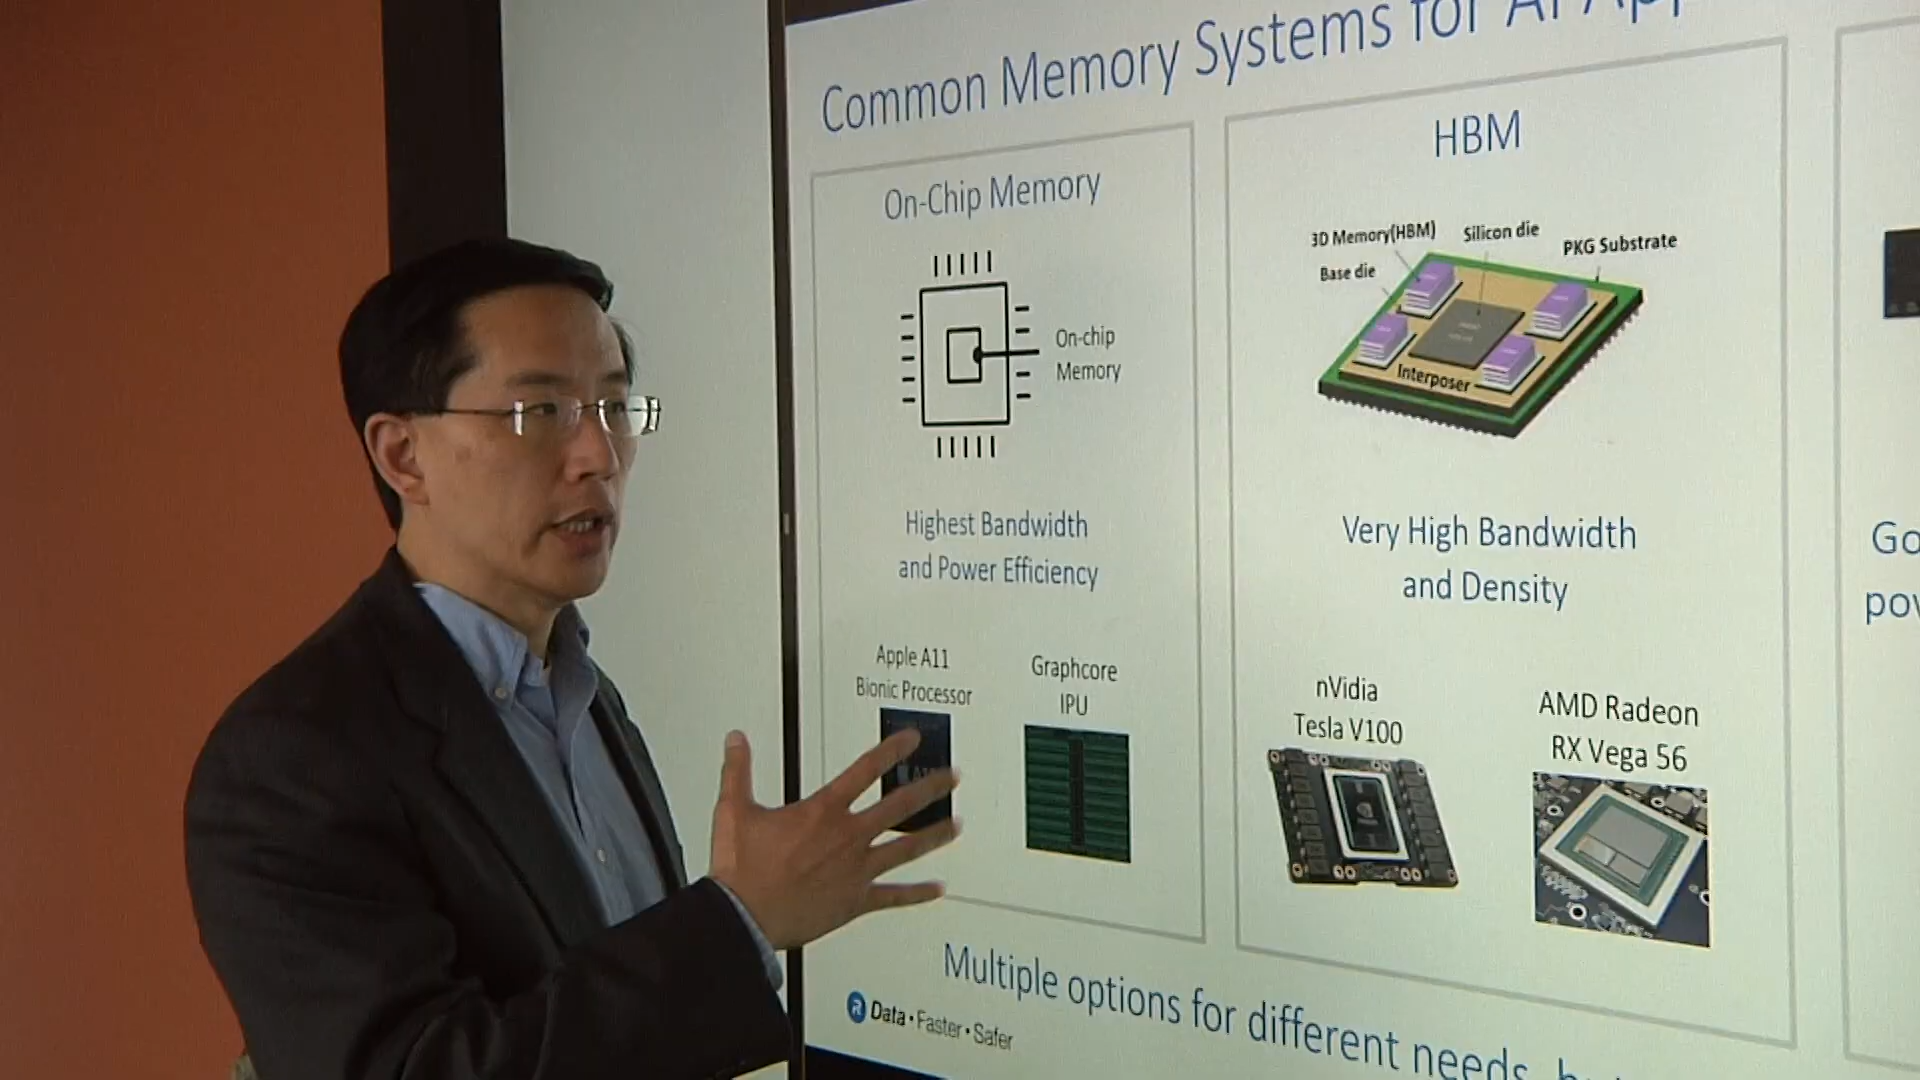 Common Memory Systems for AI
On-Chip Memory
On-chip
Memory
Highest Bandwidth
and Power Efficiency
Apple A11
Bionic Processor
Graphcore
IPU
HBM
3D Memory(HBM)
Silicon die
PKG Substrate
Base die
Interposer
Very High Bandwidth
and Density
nVidia
Tesla V100
AMD Radeon
RX Vega 56
Go
pow
Multiple options for different needs,
Data • Faster • Safer